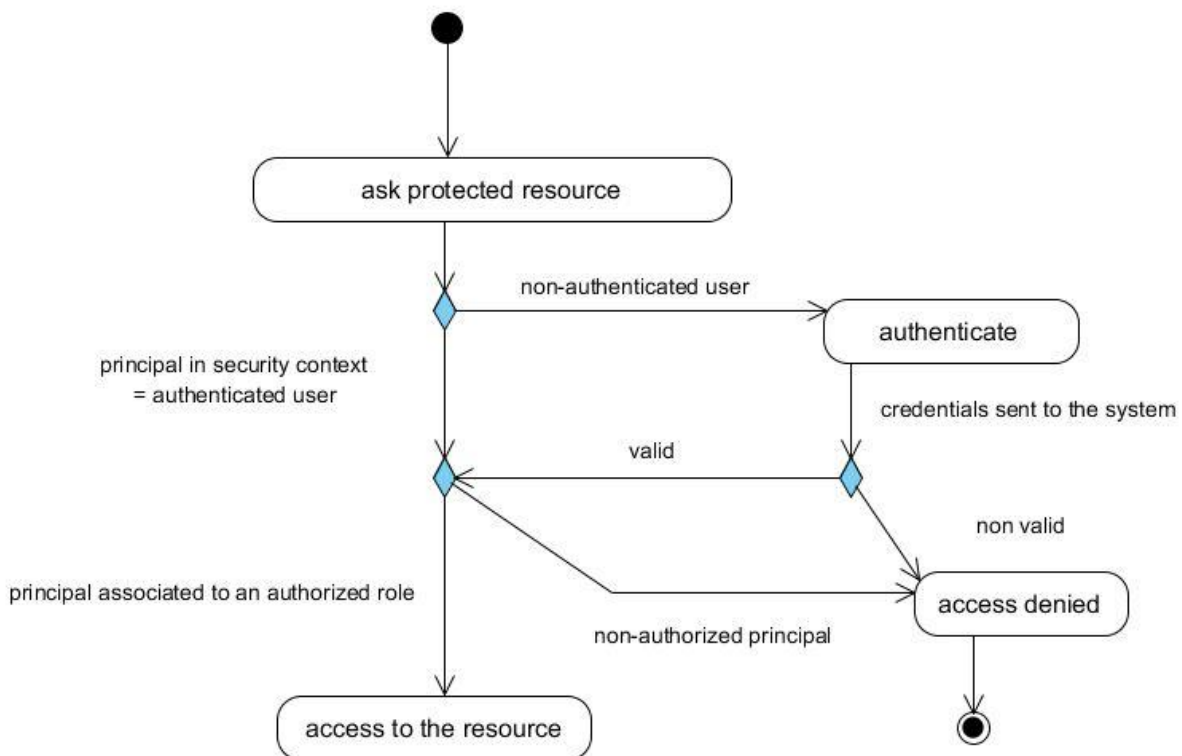 ask protected resource
non-authenticated user
authenticate
principal in security context
= authenticated user
credentials sent to the system
valid
non valid
principal associated to an authorized role
access denied
non-authorized principal
access to the resource